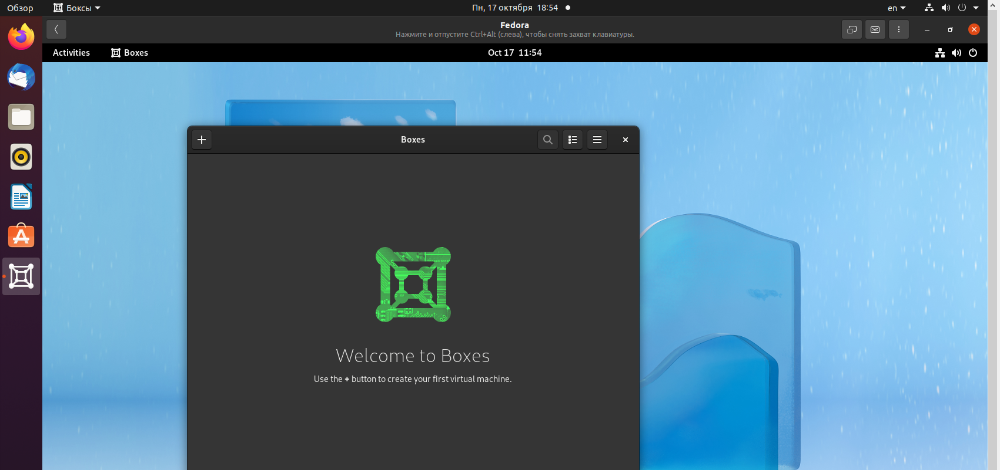 Обзор Боксы Пн, 17 октября 18:54 en
Fedora
Нажмите и отпустите Ctrl+Alt (слева), чтобы снять захват клавиатуры.
Activities Boxes Oct 17 11:54
Boxes
Welcome to Boxes
Use the + button to create your first virtual machine.